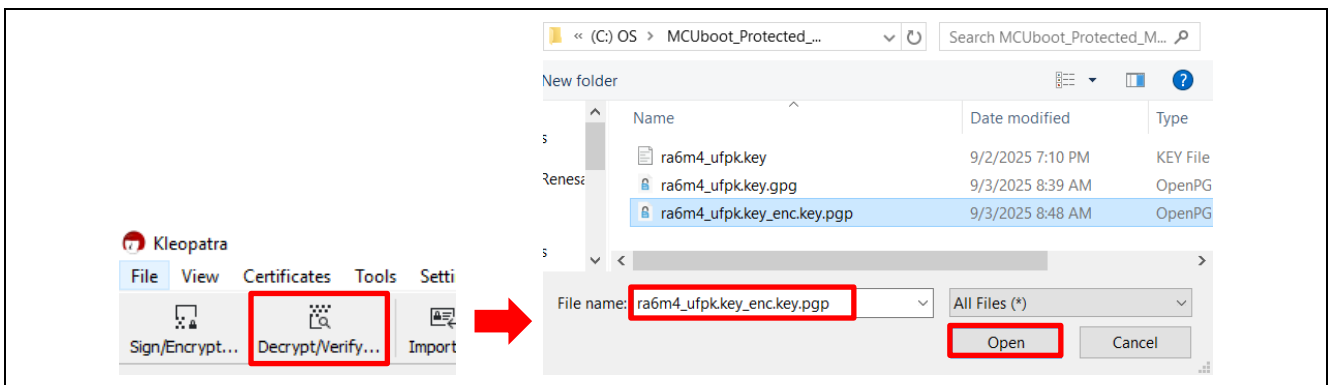 « (C:) OS > MCUboot_Protected_...
Search MCUboot_Protected_M...
New folder
?
Name
Date modified
Type
s
ra6m4_ufpk.key
9/2/2025 7:10 PM
KEY File
Renesa
ra6m4_ufpk.key.gpg
9/3/2025 8:39 AM
OpenPG
ra6m4_ufpk.key_enc.key.pgp
9/3/2025 8:48 AM
OpenPG
s
File name:
ra6m4_ufpk.key_enc.key.pgp
All Files (*)
Open
Cancel
Kleopatra
File View Certificates Tools Setti
Sign/Encrypt... Decrypt/Verify... Import